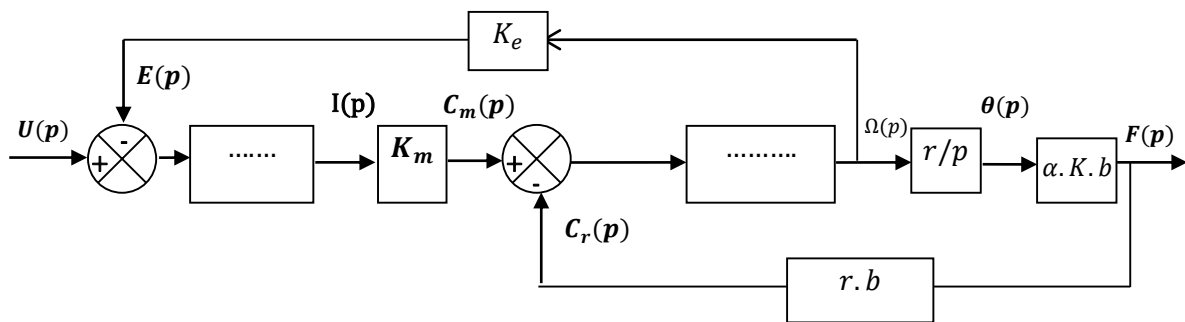 K_e
E(p)
I(p)
C_m(p)
U(p)
-
+
.......
K_m
+
-
..........
Ω(p)
r/p
θ(p)
α.K.b
F(p)
C_r(p)
r.b